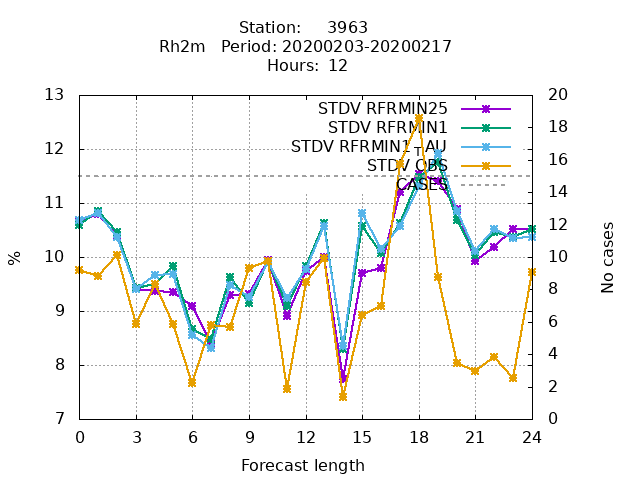 Station: 3963
Rh2m Period: 20200203-20200217
Hours: 12
13
12
11
10
9
8
7
%
20
18
16
14
12
10
8
6
4
2
0
No cases
STDV RFRMIN25
STDV RFRMIN1
STDV RFRMIN1_TAU
STDV OBS
CASES
0 3 6 9 12 15 18 21 24
Forecast length